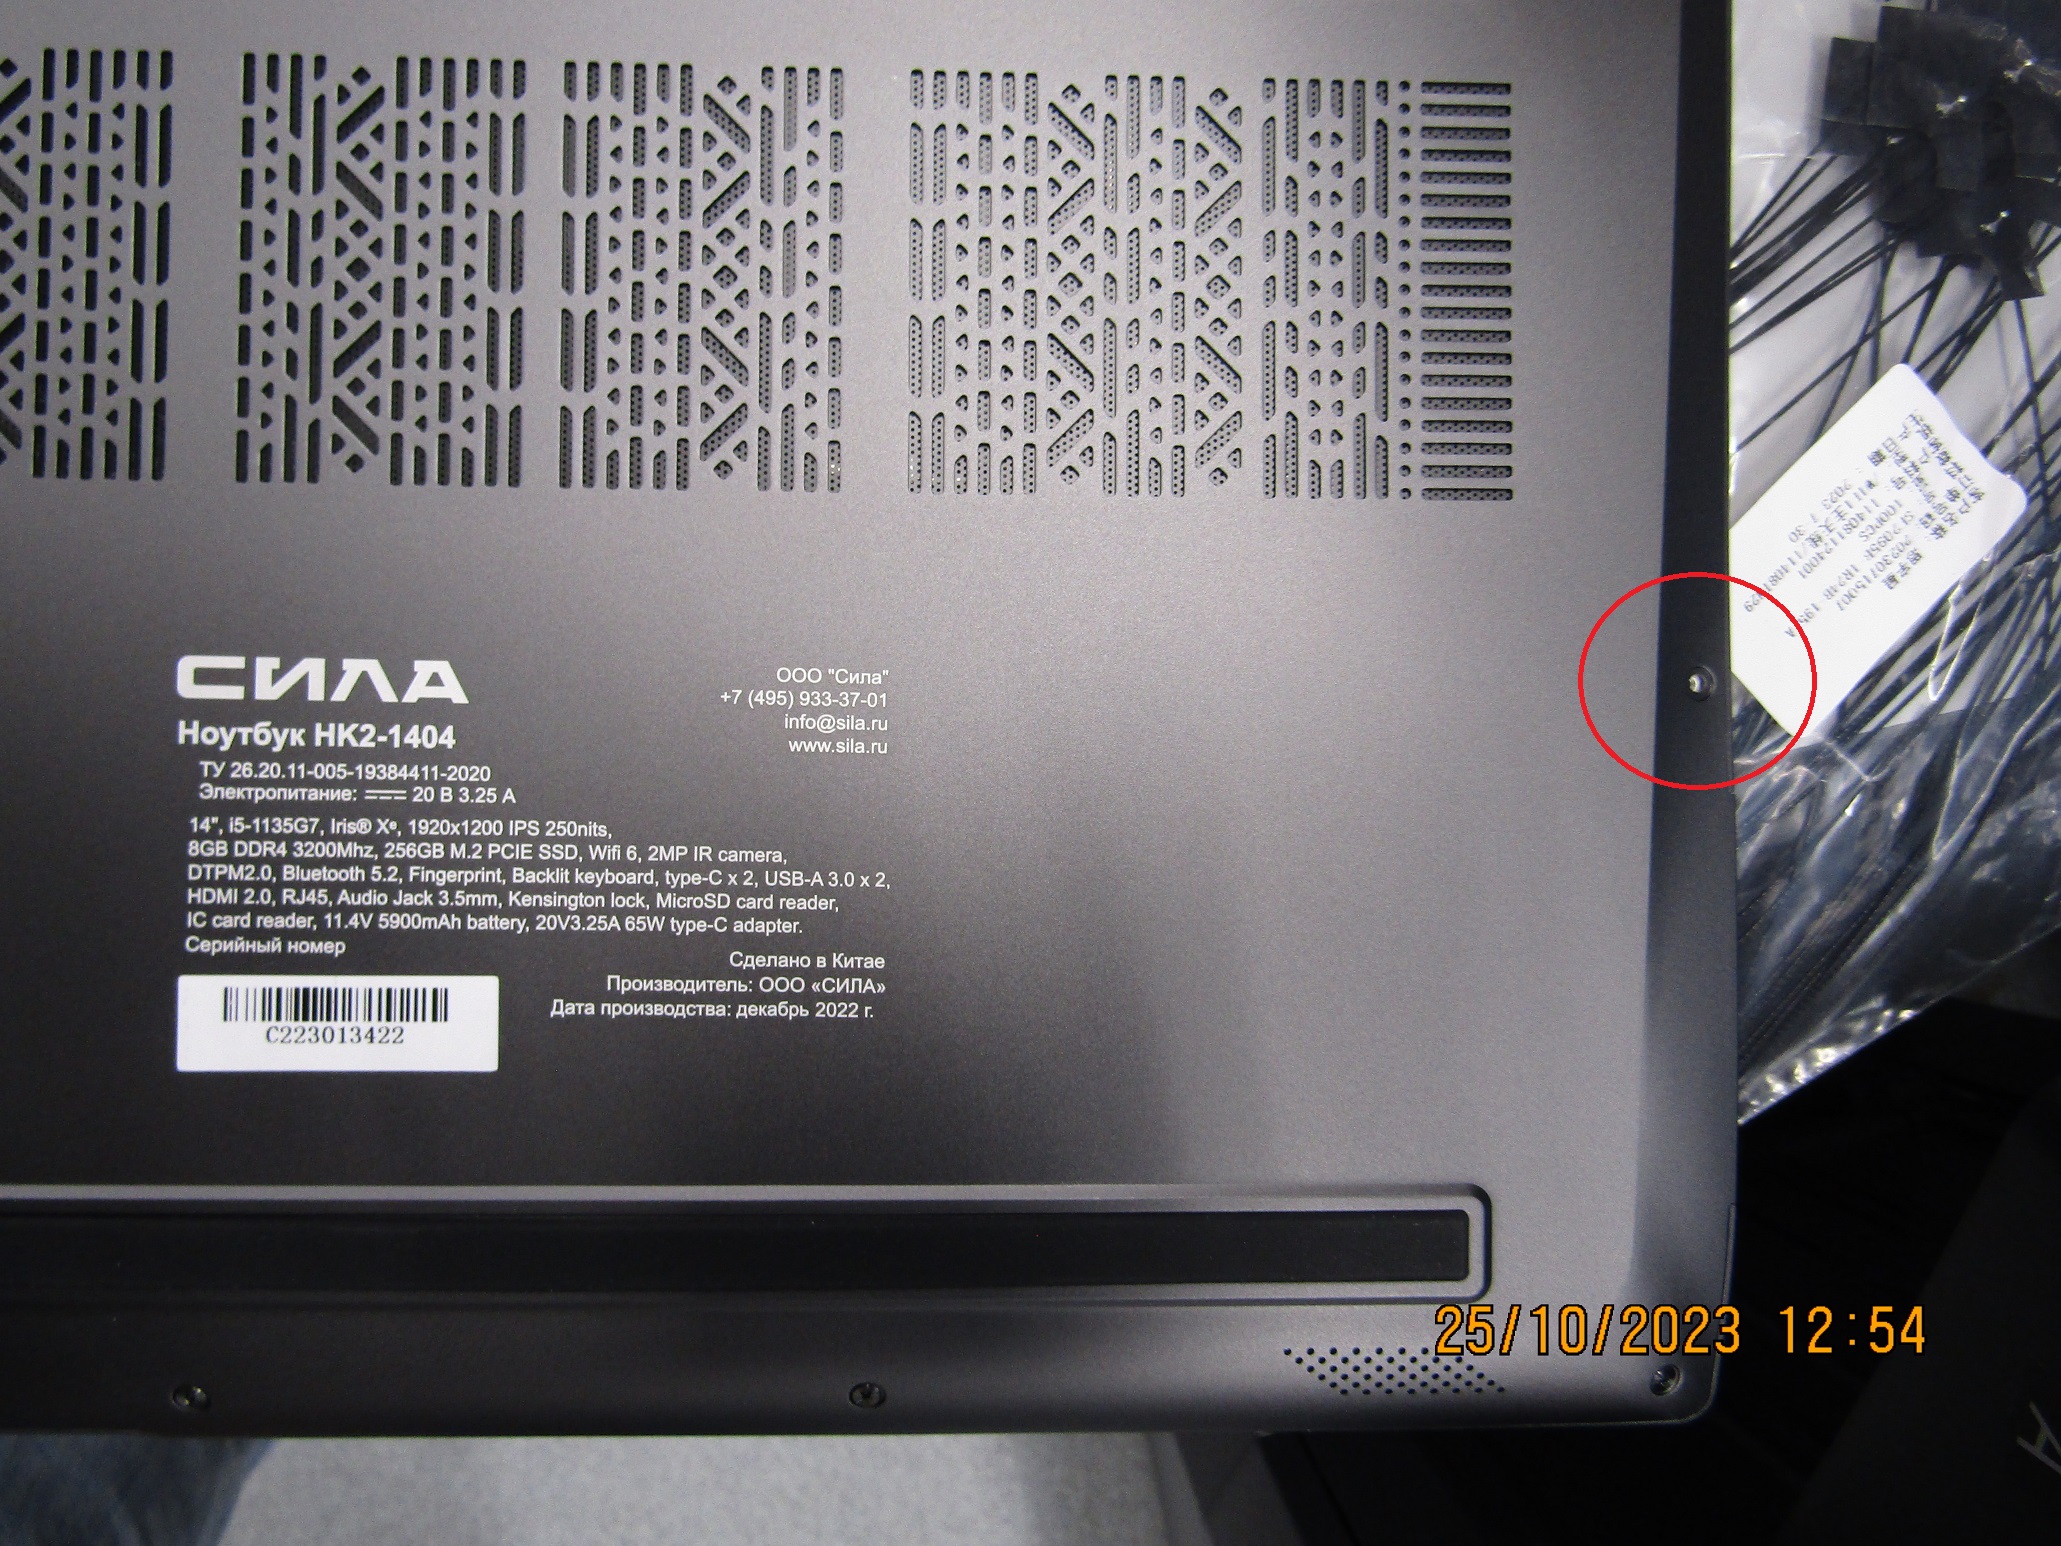 СИЛА
Ноутбук НК2-1404
ТУ 26.20.11-005-19384411-2020
Электропитание: 20 В 3.25 А
ООО "Сила"
+7 (495) 933-37-01
info@sila.ru
www.sila.ru
14", i5-1135G7, Iris® Xᵉ, 1920x1200 IPS 250nits,
8GB DDR4 3200Mhz, 256GB M.2 PCIE SSD, Wifi 6, 2MP IR camera,
DTPM2.0, Bluetooth 5.2, Fingerprint, Backlit keyboard, type-C x 2, USB-A 3.0 x 2,
HDMI 2.0, RJ45, Audio Jack 3.5mm, Kensington lock, MicroSD card reader,
IC card reader, 11.4V 5900mAh battery, 20V3.25A 65W type-C adapter.
Серийный номер
C223013422
Сделано в Китае
Производитель: ООО «СИЛА»
Дата производства: декабрь 2022 г.
100PCS
25/10/2023 12:54